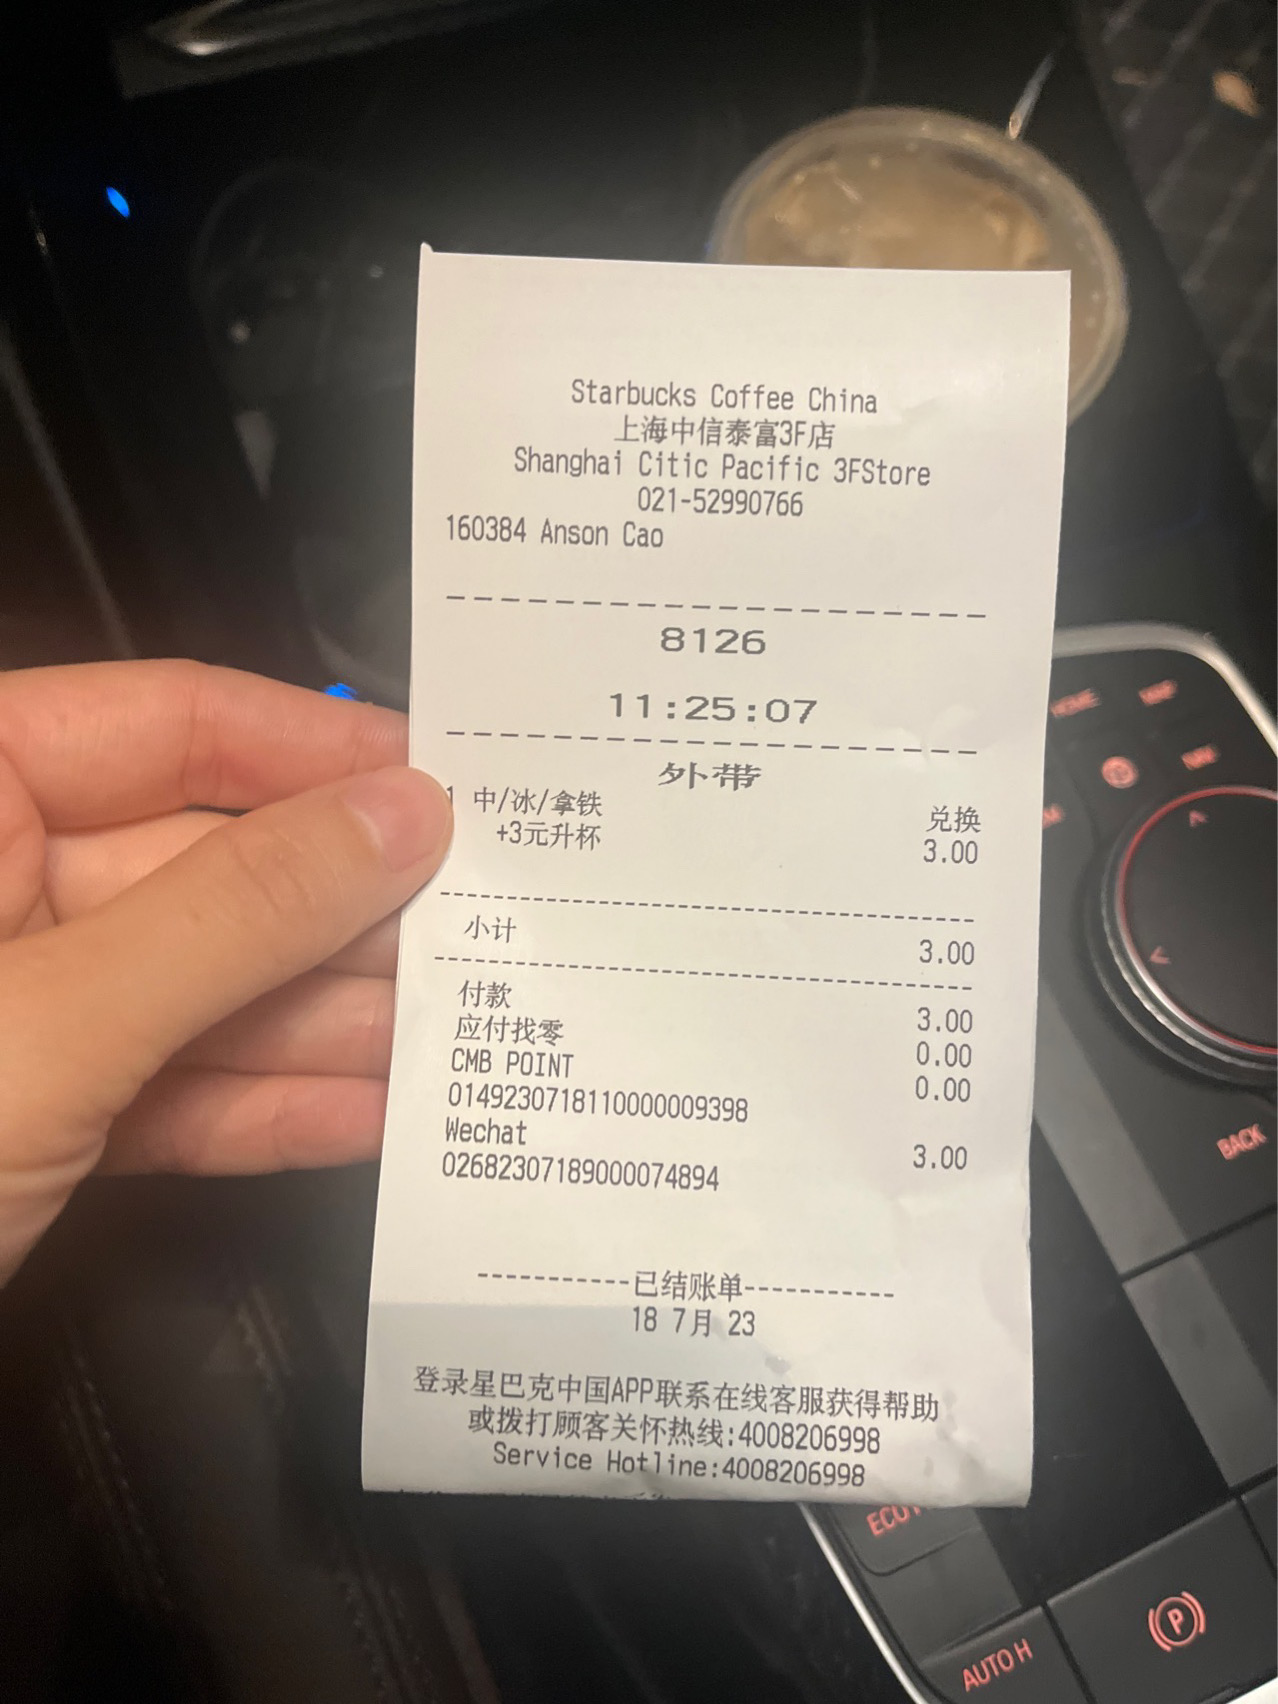 Starbucks Coffee China
上海中信泰富3F店
Shanghai Citic Pacific 3FStore
021-52990766
160384 Anson Cao
8126
11:25:07
外带
1 中/冰/拿铁 兑换
+3元升杯 3.00
小计 3.00
付款 3.00
应付找零 0.00
CMB POINT 0.00
0149230718110000009398
Wechat 3.00
02682307189000074894
-----------已结账单-----------
18 7月 23
登录星巴克中国APP联系在线客服获得帮助
或拨打顾客关怀热线:4008206998
Service Hotline:4008206998
HOME
MAP
NAV
BACK
AUTO H
P